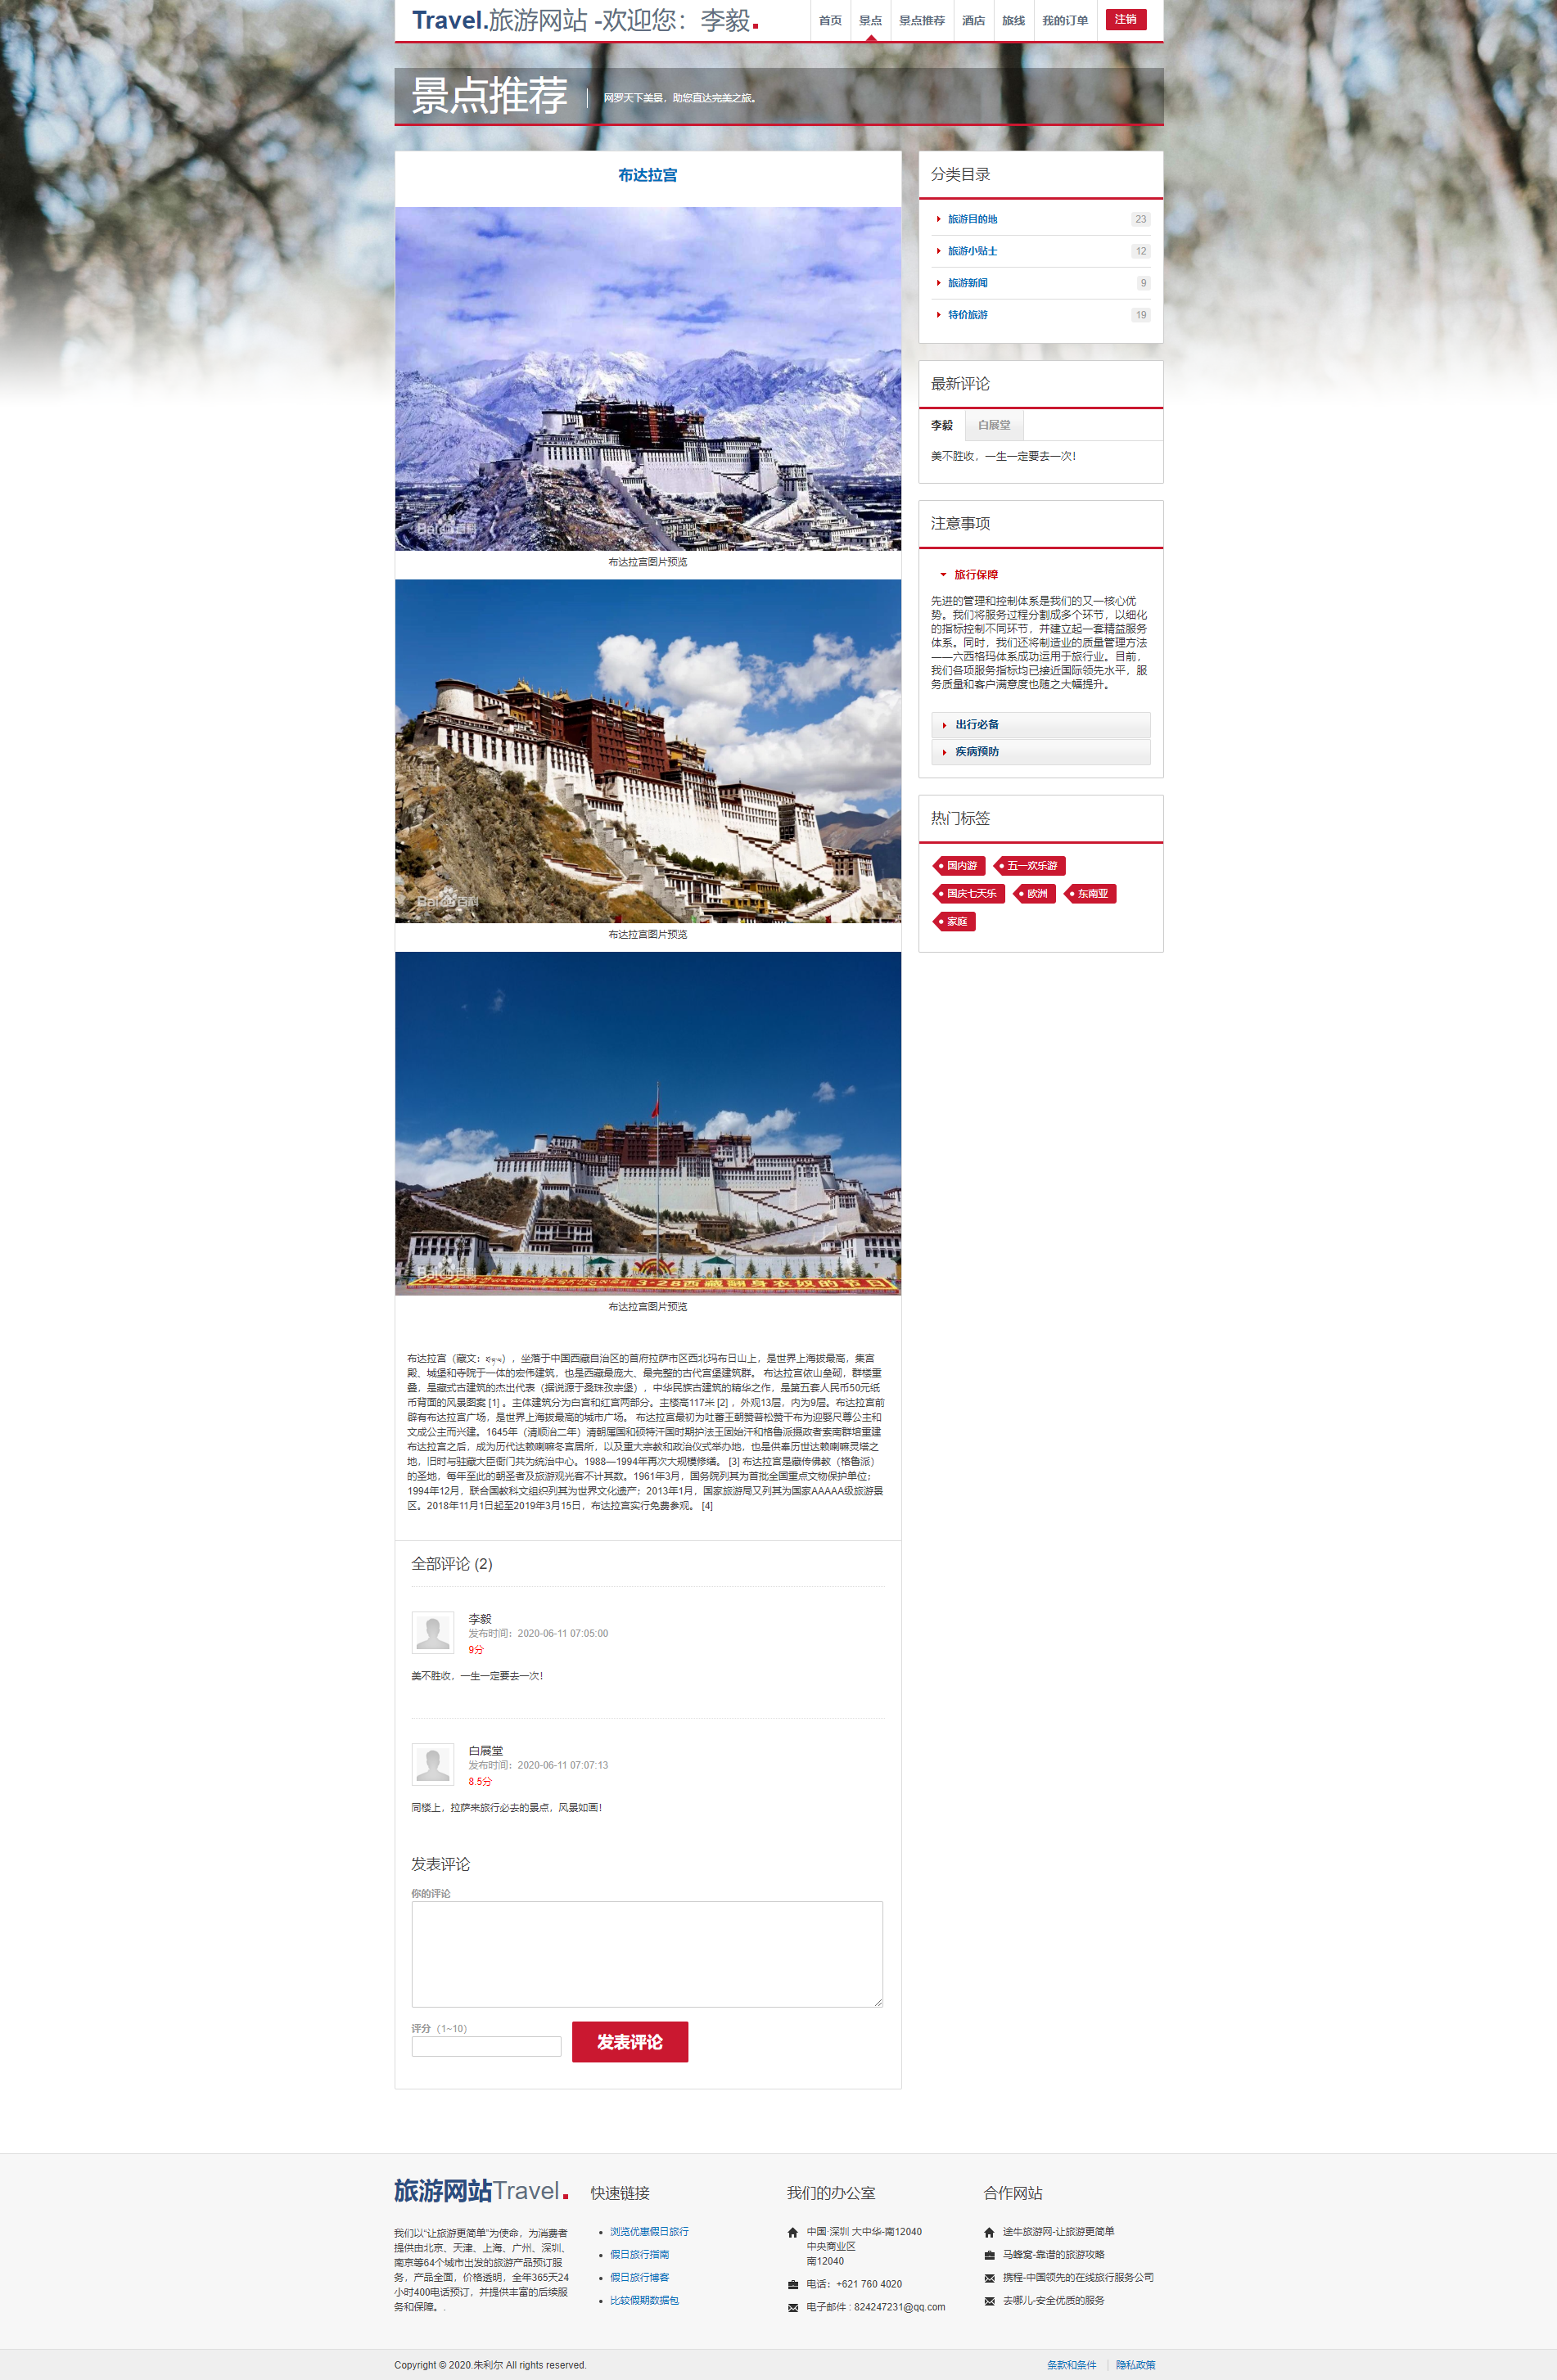 Travel.旅游网站 -欢迎您：李毅.
首页 景点 景点推荐 酒店 旅线 我的订单 注销
景点推荐
网罗天下美景，助您直达完美之旅。
布达拉宫
Bai百科
布达拉宫图片预览
Bai百科
布达拉宫图片预览
3·28西藏翻身农奴的节日
Bai百科
布达拉宫图片预览
布达拉宫（藏文：པོ་ཏ་ལ），坐落于中国西藏自治区的首府拉萨市区西北玛布日山上，是世界上海拔最高，集宫
殿、城堡和寺院于一体的宏伟建筑，也是西藏最庞大、最完整的古代宫堡建筑群。 布达拉宫依山垒砌，群楼重
叠，是藏式古建筑的杰出代表（据说源于桑珠孜宗堡），中华民族古建筑的精华之作，是第五套人民币50元纸
币背面的风景图案 [1] 。主体建筑分为白宫和红宫两部分。主楼高117米 [2] ，外观13层，内为9层。布达拉宫前
辟有布达拉宫广场，是世界上海拔最高的城市广场。 布达拉宫最初为吐蕃王朝赞普松赞干布为迎娶尺尊公主和
文成公主而兴建。1645年（清顺治二年）清朝属国和硕特汗国时期护法王固始汗和格鲁派摄政者索南群培重建
布达拉宫之后，成为历代达赖喇嘛冬宫居所，以及重大宗教和政治仪式举办地，也是供奉历世达赖喇嘛灵塔之
地，旧时与驻藏大臣衙门共为统治中心。1988—1994年再次大规模修缮。 [3] 布达拉宫是藏传佛教（格鲁派）
的圣地，每年至此的朝圣者及旅游观光客不计其数。1961年3月，国务院列其为首批全国重点文物保护单位；
1994年12月，联合国教科文组织列其为世界文化遗产；2013年1月，国家旅游局又列其为国家AAAAA级旅游景
区。2018年11月1日起至2019年3月15日，布达拉宫实行免费参观。 [4]
全部评论 (2)
李毅
发布时间：2020-06-11 07:05:00
9分
美不胜收，一生一定要去一次！
白展堂
发布时间：2020-06-11 07:07:13
8.5分
同楼上，拉萨来旅行必去的景点，风景如画！
发表评论
你的评论
评分（1~10）
发表评论
分类目录
旅游目的地 23
旅游小贴士 12
旅游新闻 9
特价旅游 19
最新评论
李毅 白展堂
美不胜收，一生一定要去一次！
注意事项
旅行保障
先进的管理和控制体系是我们的又一核心优
势。我们将服务过程分割成多个环节，以细化
的指标控制不同环节，并建立起一套精益服务
体系。同时，我们还将制造业的质量管理方法
——六西格玛体系成功运用于旅行业。目前，
我们各项服务指标均已接近国际领先水平，服
务质量和客户满意度也随之大幅提升。
出行必备
疾病预防
热门标签
国内游 五一欢乐游
国庆七天乐 欧洲 东南亚
家庭
旅游网站Travel.
我们以“让旅游更简单”为使命，为消费者
提供由北京、天津、上海、广州、深圳、
南京等64个城市出发的旅游产品预订服
务，产品全面，价格透明，全年365天24
小时400电话预订，并提供丰富的后续服
务和保障。.
快速链接
浏览优惠假日旅行
假日旅行指南
假日旅行博客
比较假期数据包
我们的办公室
中国·深圳 大中华-南12040
中央商业区
南12040
电话：+621 760 4020
电子邮件 : 824247231@qq.com
合作网站
途牛旅游网-让旅游更简单
马蜂窝-靠谱的旅游攻略
携程-中国领先的在线旅行服务公司
去哪儿-安全优质的服务
Copyright © 2020.朱利尔 All rights reserved.
条款和条件 隐私政策